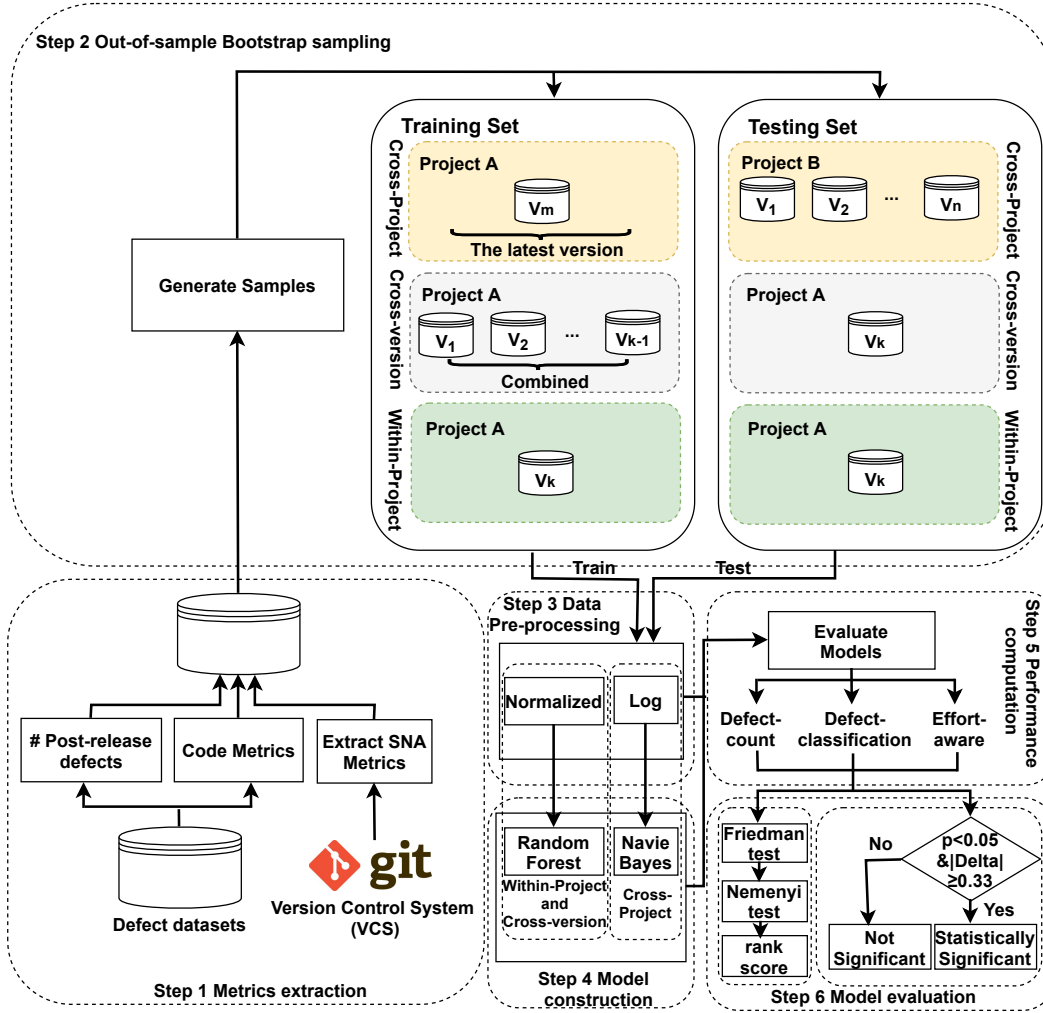 Step 2 Out-of-sample Bootstrap sampling
Generate Samples
Training Set
Cross-Project
Project A
Vm
The latest version
Cross-version
Project A
V1
V2
...
Vk-1
Combined
Within-Project
Project A
Vk
Testing Set
Project B
V1
V2
...
Vn
Cross-Project
Project A
Vk
Cross-version
Project A
Vk
Within-Project
Train
Test
# Post-release
defects
Code Metrics
Extract SNA
Metrics
Defect datasets
git
Version Control System
(VCS)
Step 1 Metrics extraction
Step 3 Data
Pre-processing
Normalized
Log
Random
Forest
Within-Project
and
Cross-version
Navie
Bayes
Cross-
Project
Step 4 Model
construction
Step 5 Performance
computation
Evaluate
Models
Defect-
count
Defect-
classification
Effort-
aware
Friedman
test
Nemenyi
test
rank
score
p<0.05
&|Delta|
≥0.33
No
Yes
Not
Significant
Statistically
Significant
Step 6 Model evaluation